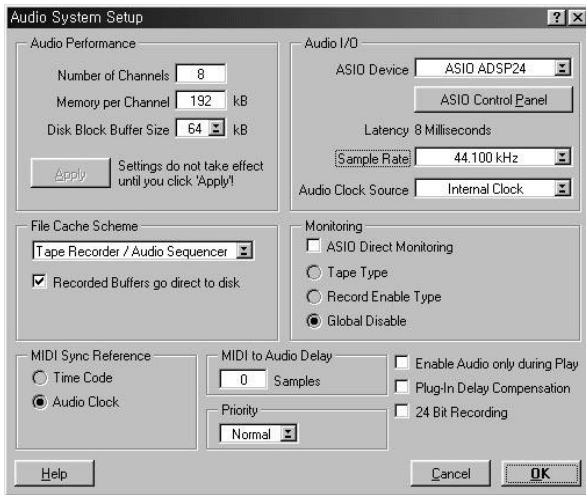 Audio System Setup
Audio Performance
Number of Channels 8
Memory per Channel 192 kB
Disk Block Buffer Size 64 kB
Apply
Settings do not take effect
until you click 'Apply'!
Audio I/O
ASIO Device ASIO ADSP24
ASIO Control Panel
Latency 8 Milliseconds
Sample Rate 44.100 kHz
Audio Clock Source Internal Clock
File Cache Scheme
Tape Recorder / Audio Sequencer
Recorded Buffers go direct to disk
Monitoring
ASIO Direct Monitoring
Tape Type
Record Enable Type
Global Disable
MIDI Sync Reference
Time Code
Audio Clock
MIDI to Audio Delay
0 Samples
Priority
Normal
Enable Audio only during Play
Plug-In Delay Compensation
24 Bit Recording
Help
Cancel
OK